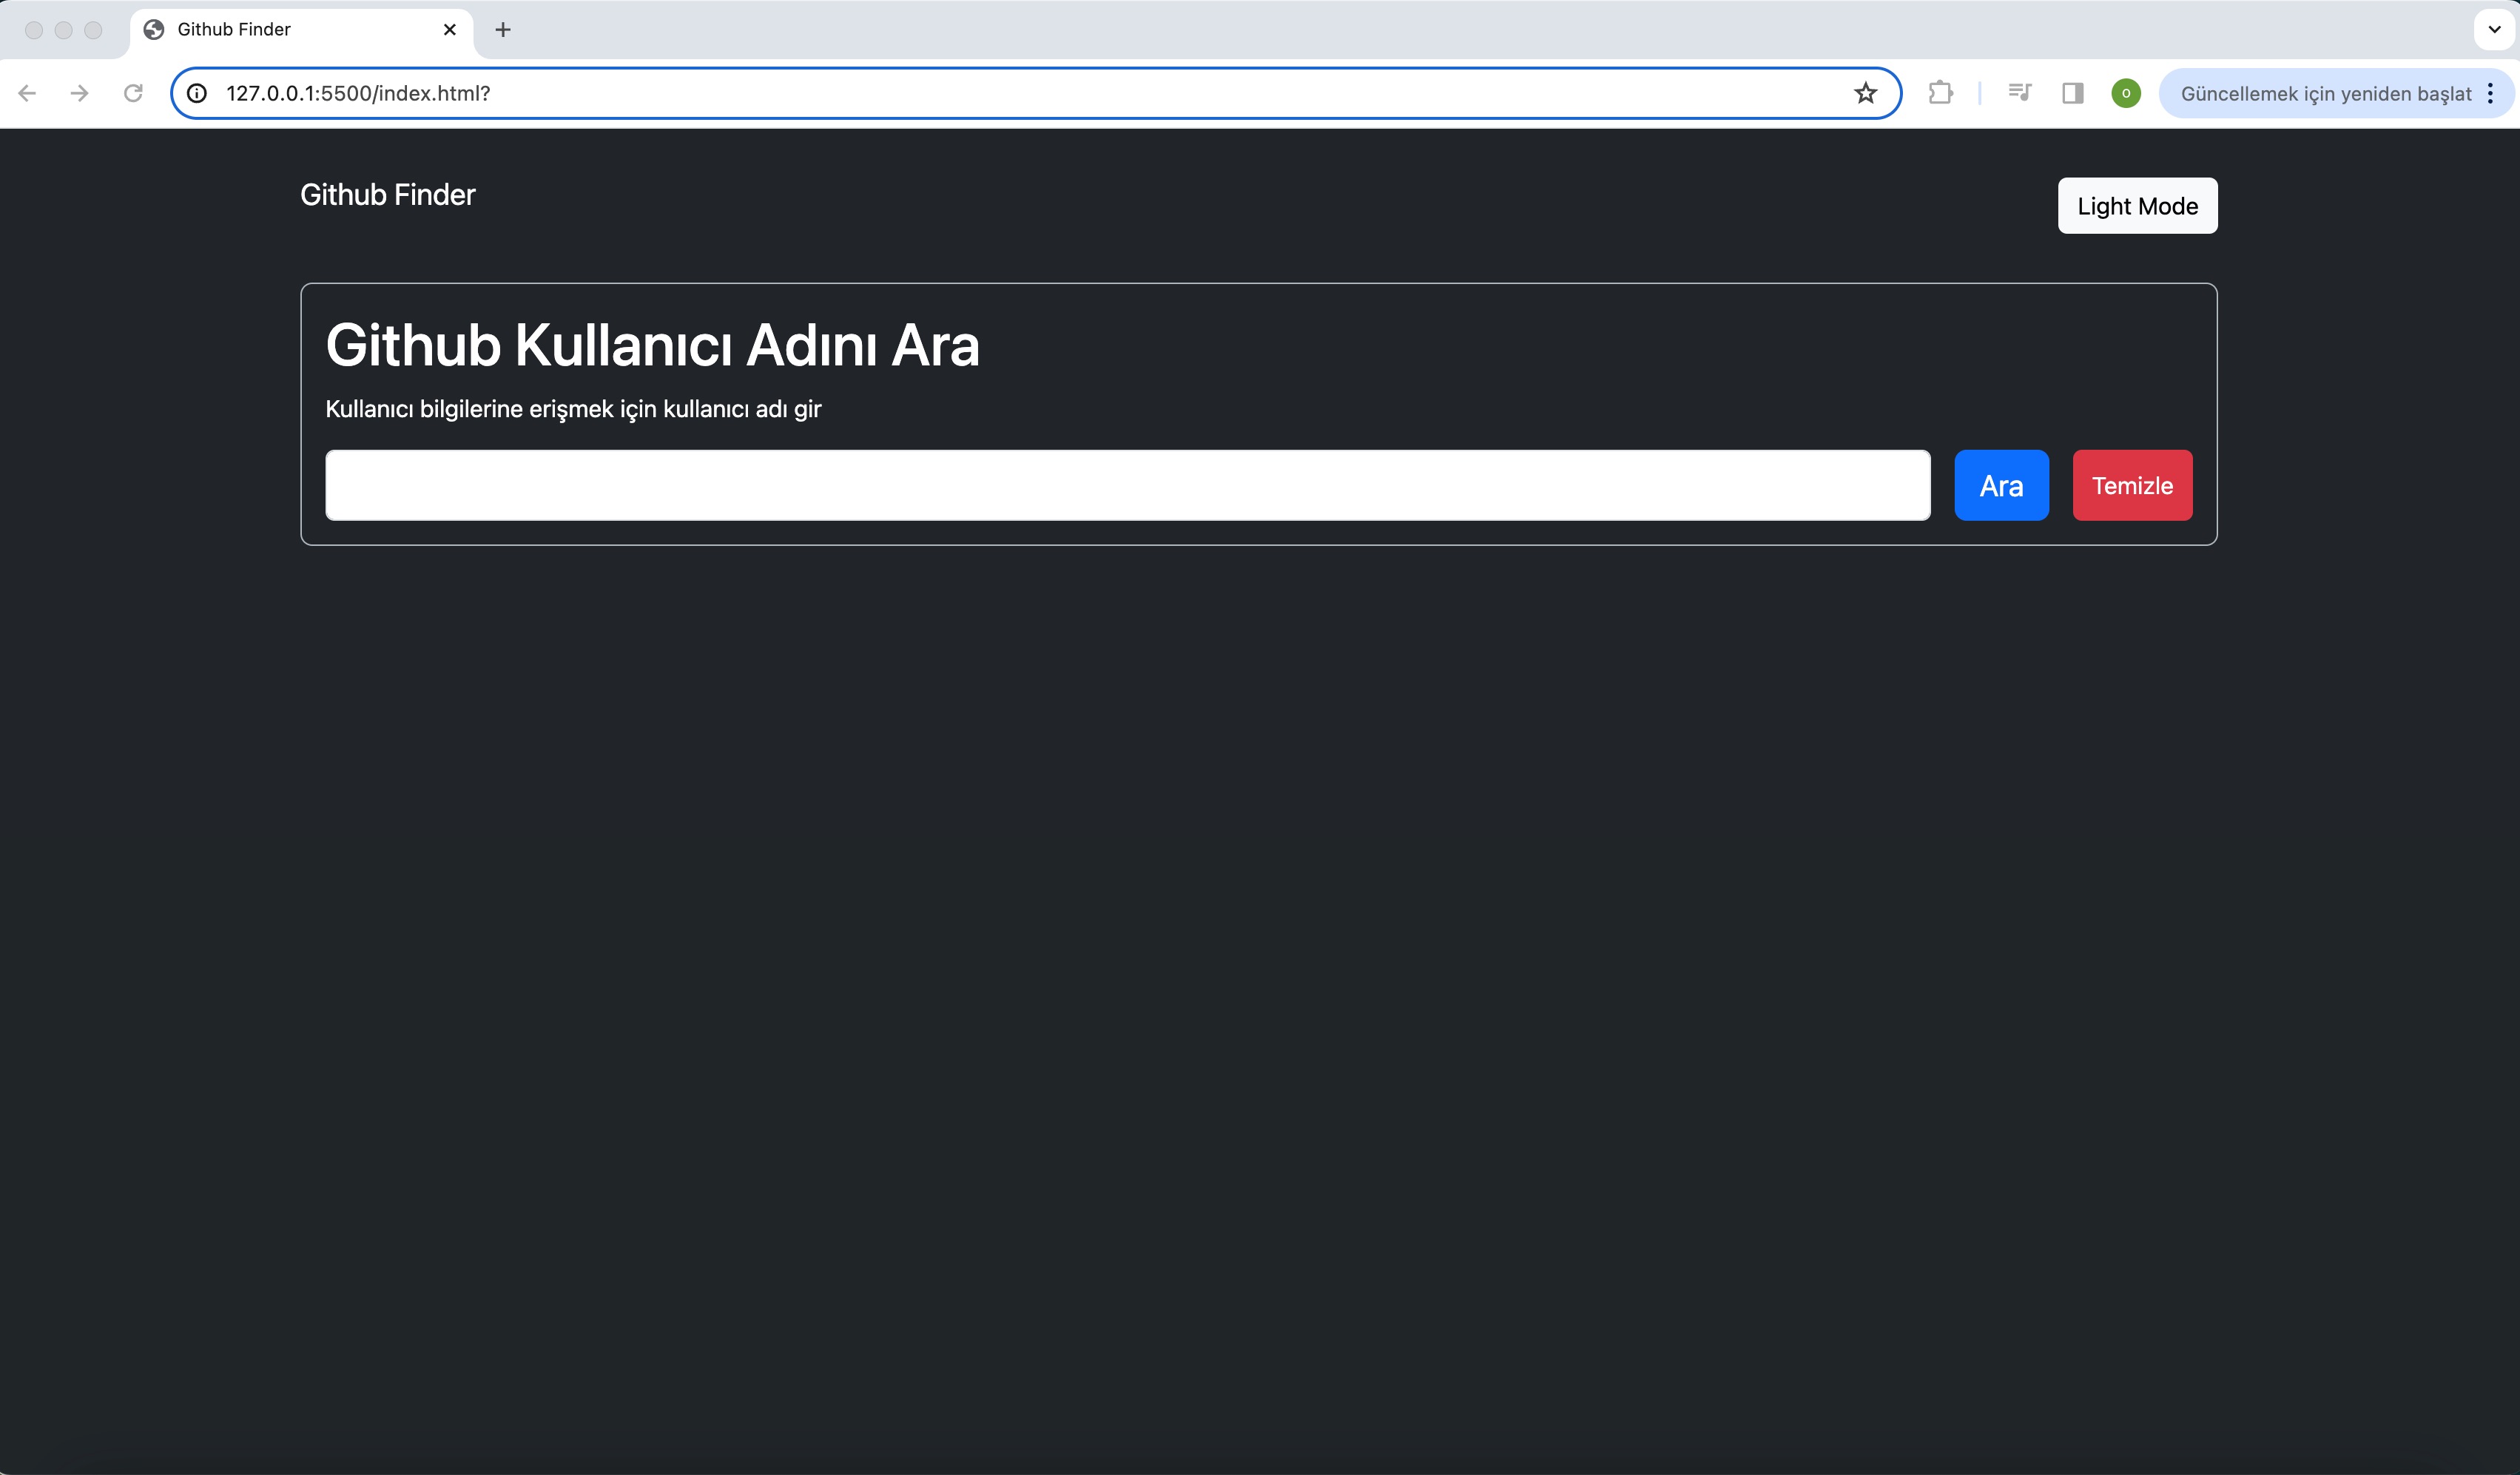 Github Finder
127.0.0.1:5500/index.html?
o
Güncellemek için yeniden başlat
Github Finder
Light Mode
Github Kullanıcı Adını Ara
Kullanıcı bilgilerine erişmek için kullanıcı adı gir
Ara
Temizle